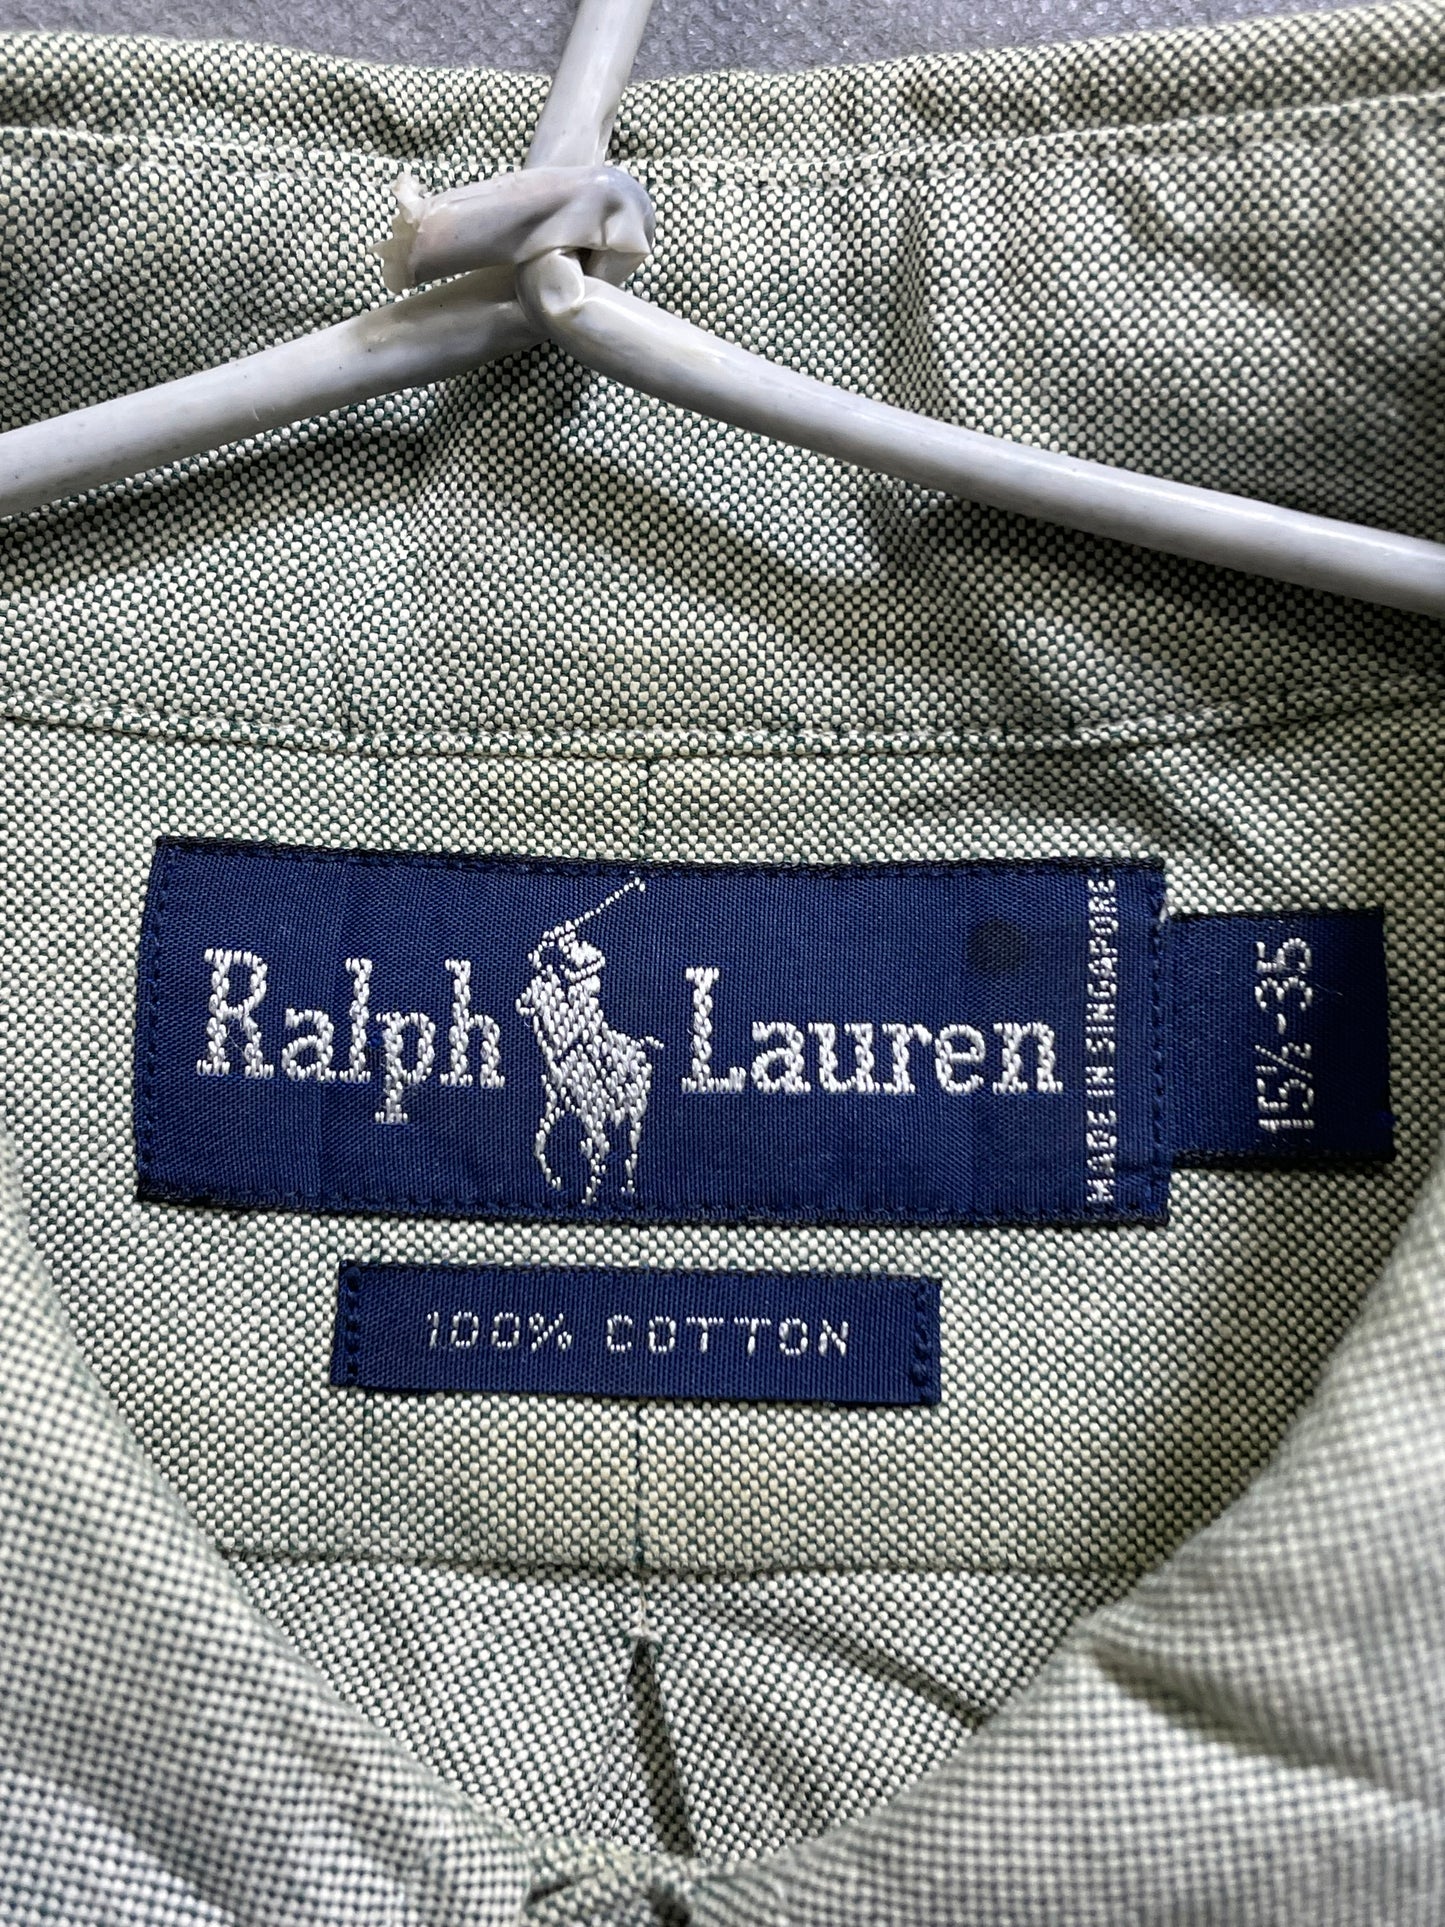 Ralph Lauren
MADE IN SINGAPORE
15½-35
100% COTTON